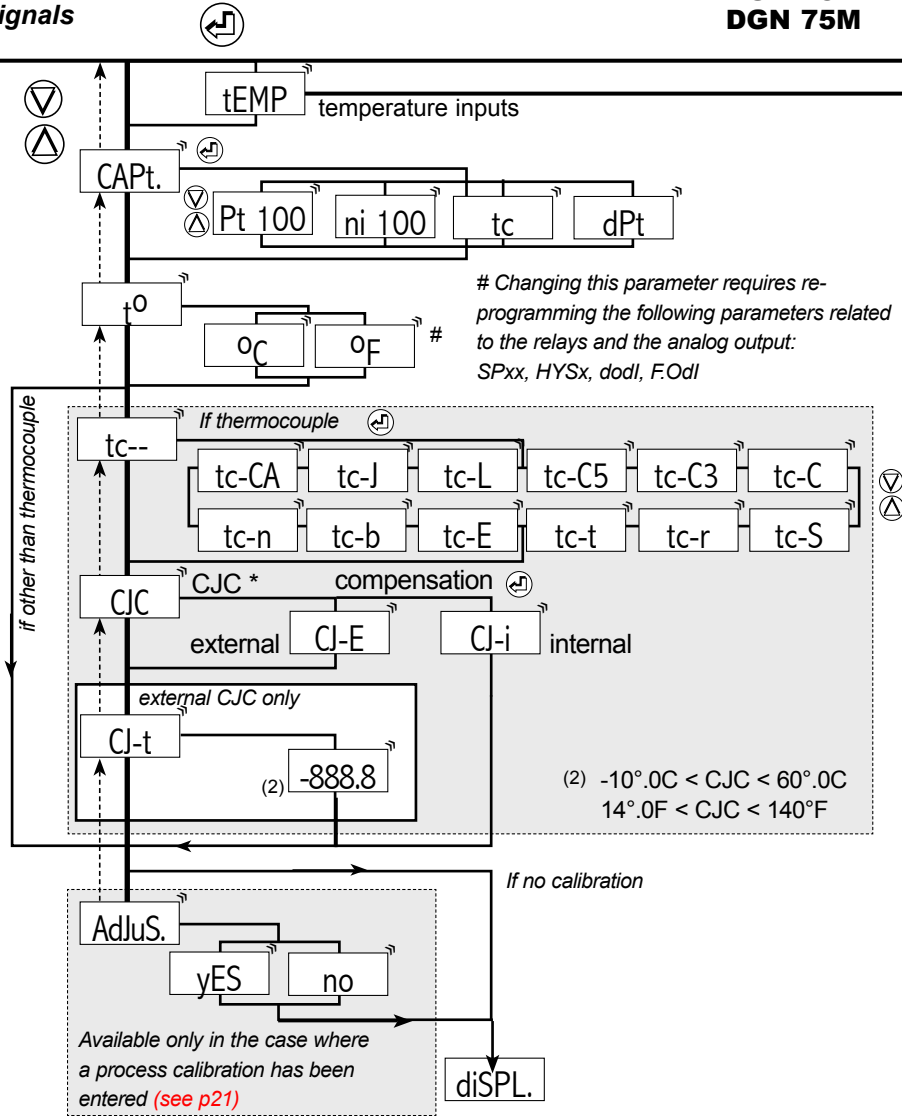 ignals
DGN 75M
tEMP
temperature inputs
CAPt.
Pt 100
ni 100
tc
dPt
tº
ºC
ºF
#
# Changing this parameter requires re-
programming the following parameters related
to the relays and the analog output:
SPxx, HYSx, dodI, F.OdI
if other than thermocouple
If thermocouple
tc--
tc-CA
tc-J
tc-L
tc-C5
tc-C3
tc-C
tc-n
tc-b
tc-E
tc-t
tc-r
tc-S
CJC
CJC *
compensation
external
CJ-E
CJ-i
internal
external CJC only
CJ-t
(2)
-888.8
(2) -10°.0C < CJC < 60°.0C
14°.0F < CJC < 140°F
If no calibration
AdJuS.
yES
no
Available only in the case where
a process calibration has been
entered (see p21)
diSPL.